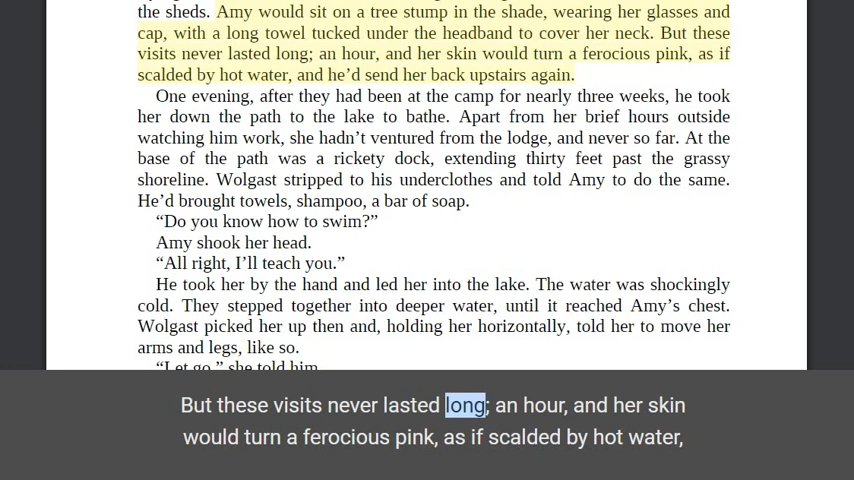 the sheds. Amy would sit on a tree stump in the shade, wearing her glasses and
cap, with a long towel tucked under the headband to cover her neck. But these
visits never lasted long; an hour, and her skin would turn a ferocious pink, as if
scalded by hot water, and he’d send her back upstairs again.
One evening, after they had been at the camp for nearly three weeks, he took
her down the path to the lake to bathe. Apart from her brief hours outside
watching him work, she hadn’t ventured from the lodge, and never so far. At the
base of the path was a rickety dock, extending thirty feet past the grassy
shoreline. Wolgast stripped to his underclothes and told Amy to do the same.
He’d brought towels, shampoo, a bar of soap.
“Do you know how to swim?”
Amy shook her head.
“All right, I’ll teach you.”
He took her by the hand and led her into the lake. The water was shockingly
cold. They stepped together into deeper water, until it reached Amy’s chest.
Wolgast picked her up then and, holding her horizontally, told her to move her
arms and legs, like so.
“Let go,” she told him
But these visits never lasted long; an hour, and her skin
would turn a ferocious pink, as if scalded by hot water,